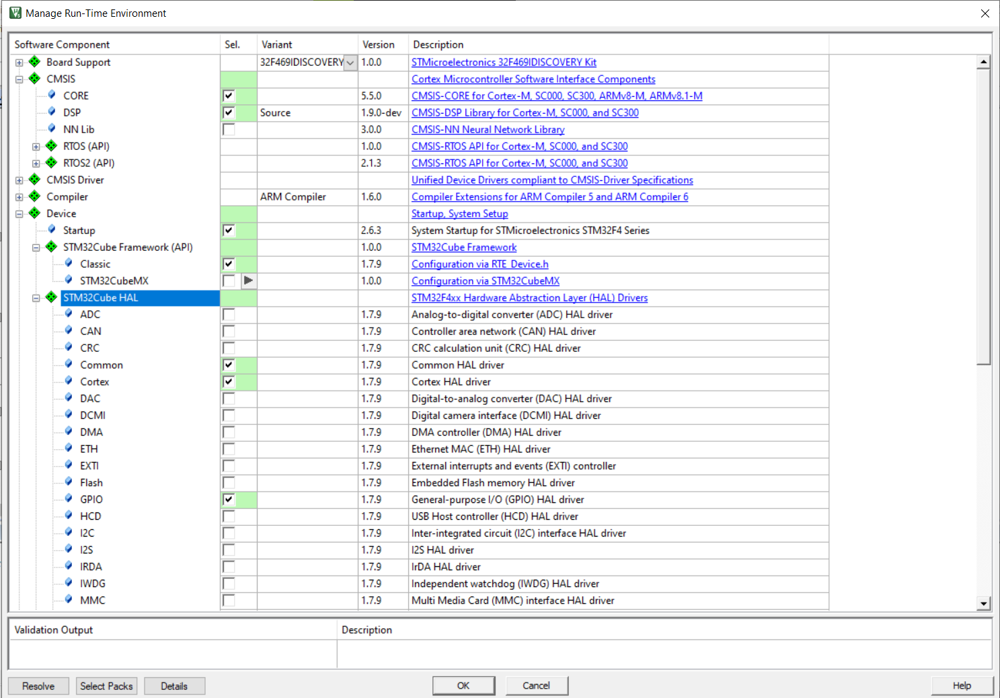 Manage Run-Time Environment
Software Component Sel. Variant Version Description
Board Support 32F469IDISCOVERY 1.0.0 STMicroelectronics 32F469IDISCOVERY Kit
CMSIS Cortex Microcontroller Software Interface Components
CORE 5.5.0 CMSIS-CORE for Cortex-M, SC000, SC300, ARMv8-M, ARMv8.1-M
DSP Source 1.9.0-dev CMSIS-DSP Library for Cortex-M, SC000, and SC300
NN Lib 3.0.0 CMSIS-NN Neural Network Library
RTOS (API) 1.0.0 CMSIS-RTOS API for Cortex-M, SC000, and SC300
RTOS2 (API) 2.1.3 CMSIS-RTOS API for Cortex-M, SC000, and SC300
CMSIS Driver Unified Device Drivers compliant to CMSIS-Driver Specifications
Compiler ARM Compiler 1.6.0 Compiler Extensions for ARM Compiler 5 and ARM Compiler 6
Device Startup, System Setup
Startup 2.6.3 System Startup for STMicroelectronics STM32F4 Series
STM32Cube Framework (API) 1.0.0 STM32Cube Framework
Classic 1.7.9 Configuration via RTE_Device.h
STM32CubeMX 1.0.0 Configuration via STM32CubeMX
STM32Cube HAL STM32F4xx Hardware Abstraction Layer (HAL) Drivers
ADC 1.7.9 Analog-to-digital converter (ADC) HAL driver
CAN 1.7.9 Controller area network (CAN) HAL driver
CRC 1.7.9 CRC calculation unit (CRC) HAL driver
Common 1.7.9 Common HAL driver
Cortex 1.7.9 Cortex HAL driver
DAC 1.7.9 Digital-to-analog converter (DAC) HAL driver
DCMI 1.7.9 Digital camera interface (DCMI) HAL driver
DMA 1.7.9 DMA controller (DMA) HAL driver
ETH 1.7.9 Ethernet MAC (ETH) HAL driver
EXTI 1.7.9 External interrupts and events (EXTI) controller
Flash 1.7.9 Embedded Flash memory HAL driver
GPIO 1.7.9 General-purpose I/O (GPIO) HAL driver
HCD 1.7.9 USB Host controller (HCD) HAL driver
I2C 1.7.9 Inter-integrated circuit (I2C) interface HAL driver
I2S 1.7.9 I2S HAL driver
IRDA 1.7.9 IrDA HAL driver
IWDG 1.7.9 Independent watchdog (IWDG) HAL driver
MMC 1.7.9 Multi Media Card (MMC) interface HAL driver
Validation Output Description
Resolve Select Packs Details OK Cancel Help